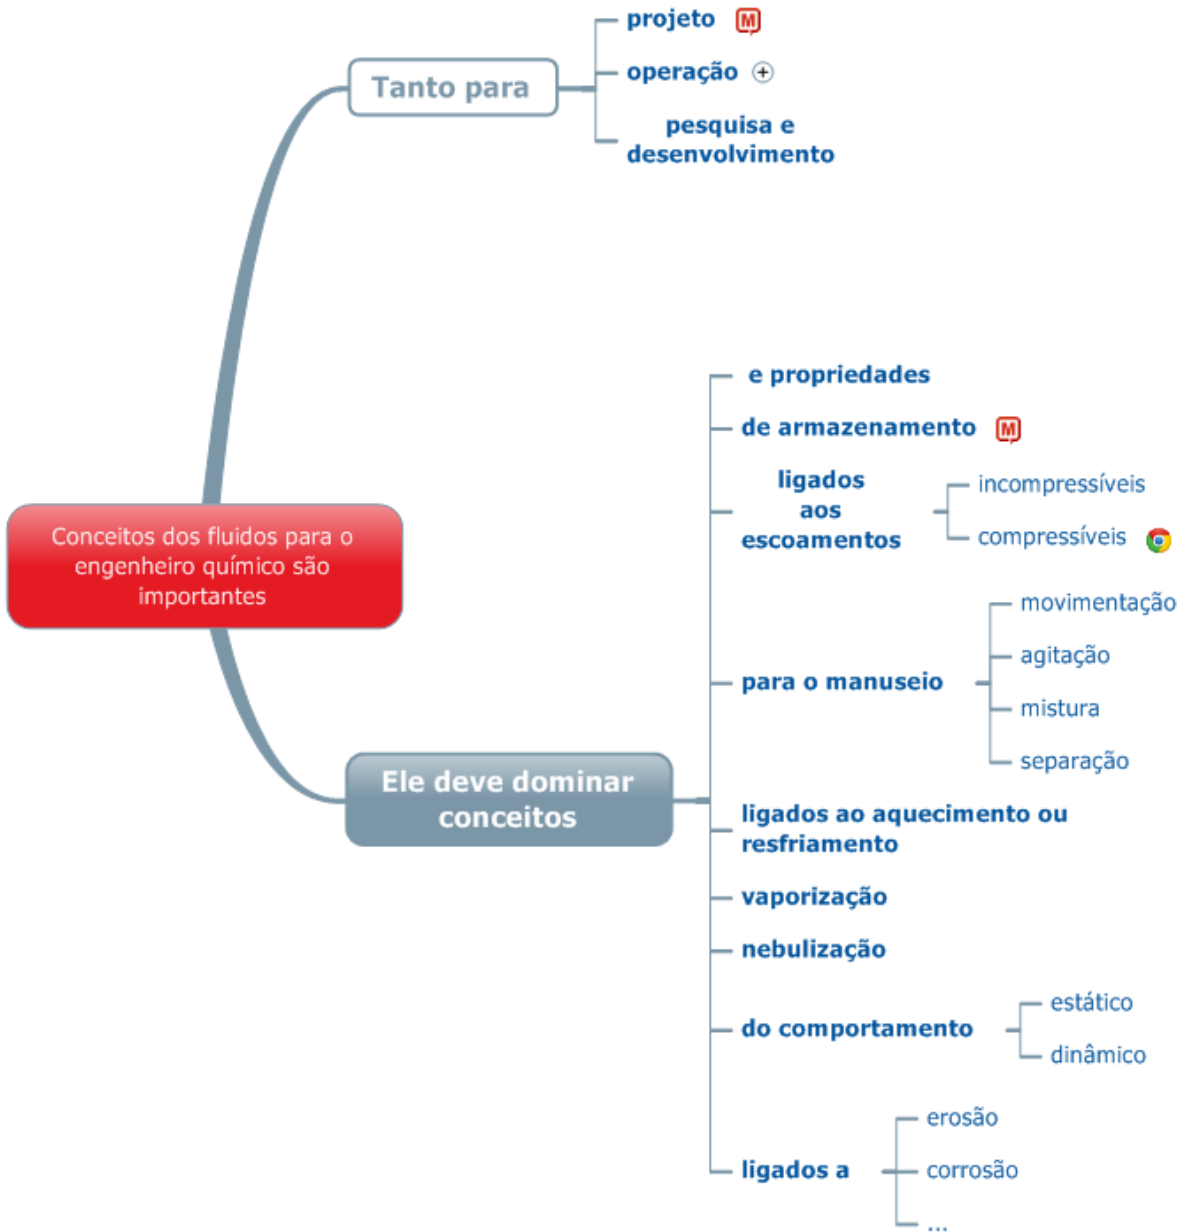 projeto
operação
Tanto para
pesquisa e
desenvolvimento
e propriedades
de armazenamento
ligados
aos
escoamentos
incompressíveis
compressíveis
Conceitos dos fluidos para o
engenheiro químico são
importantes
para o manuseio
movimentação
agitação
mistura
separação
Ele deve dominar
conceitos
ligados ao aquecimento ou
resfriamento
vaporização
nebulização
do comportamento
estático
dinâmico
ligados a
erosão
corrosão
...